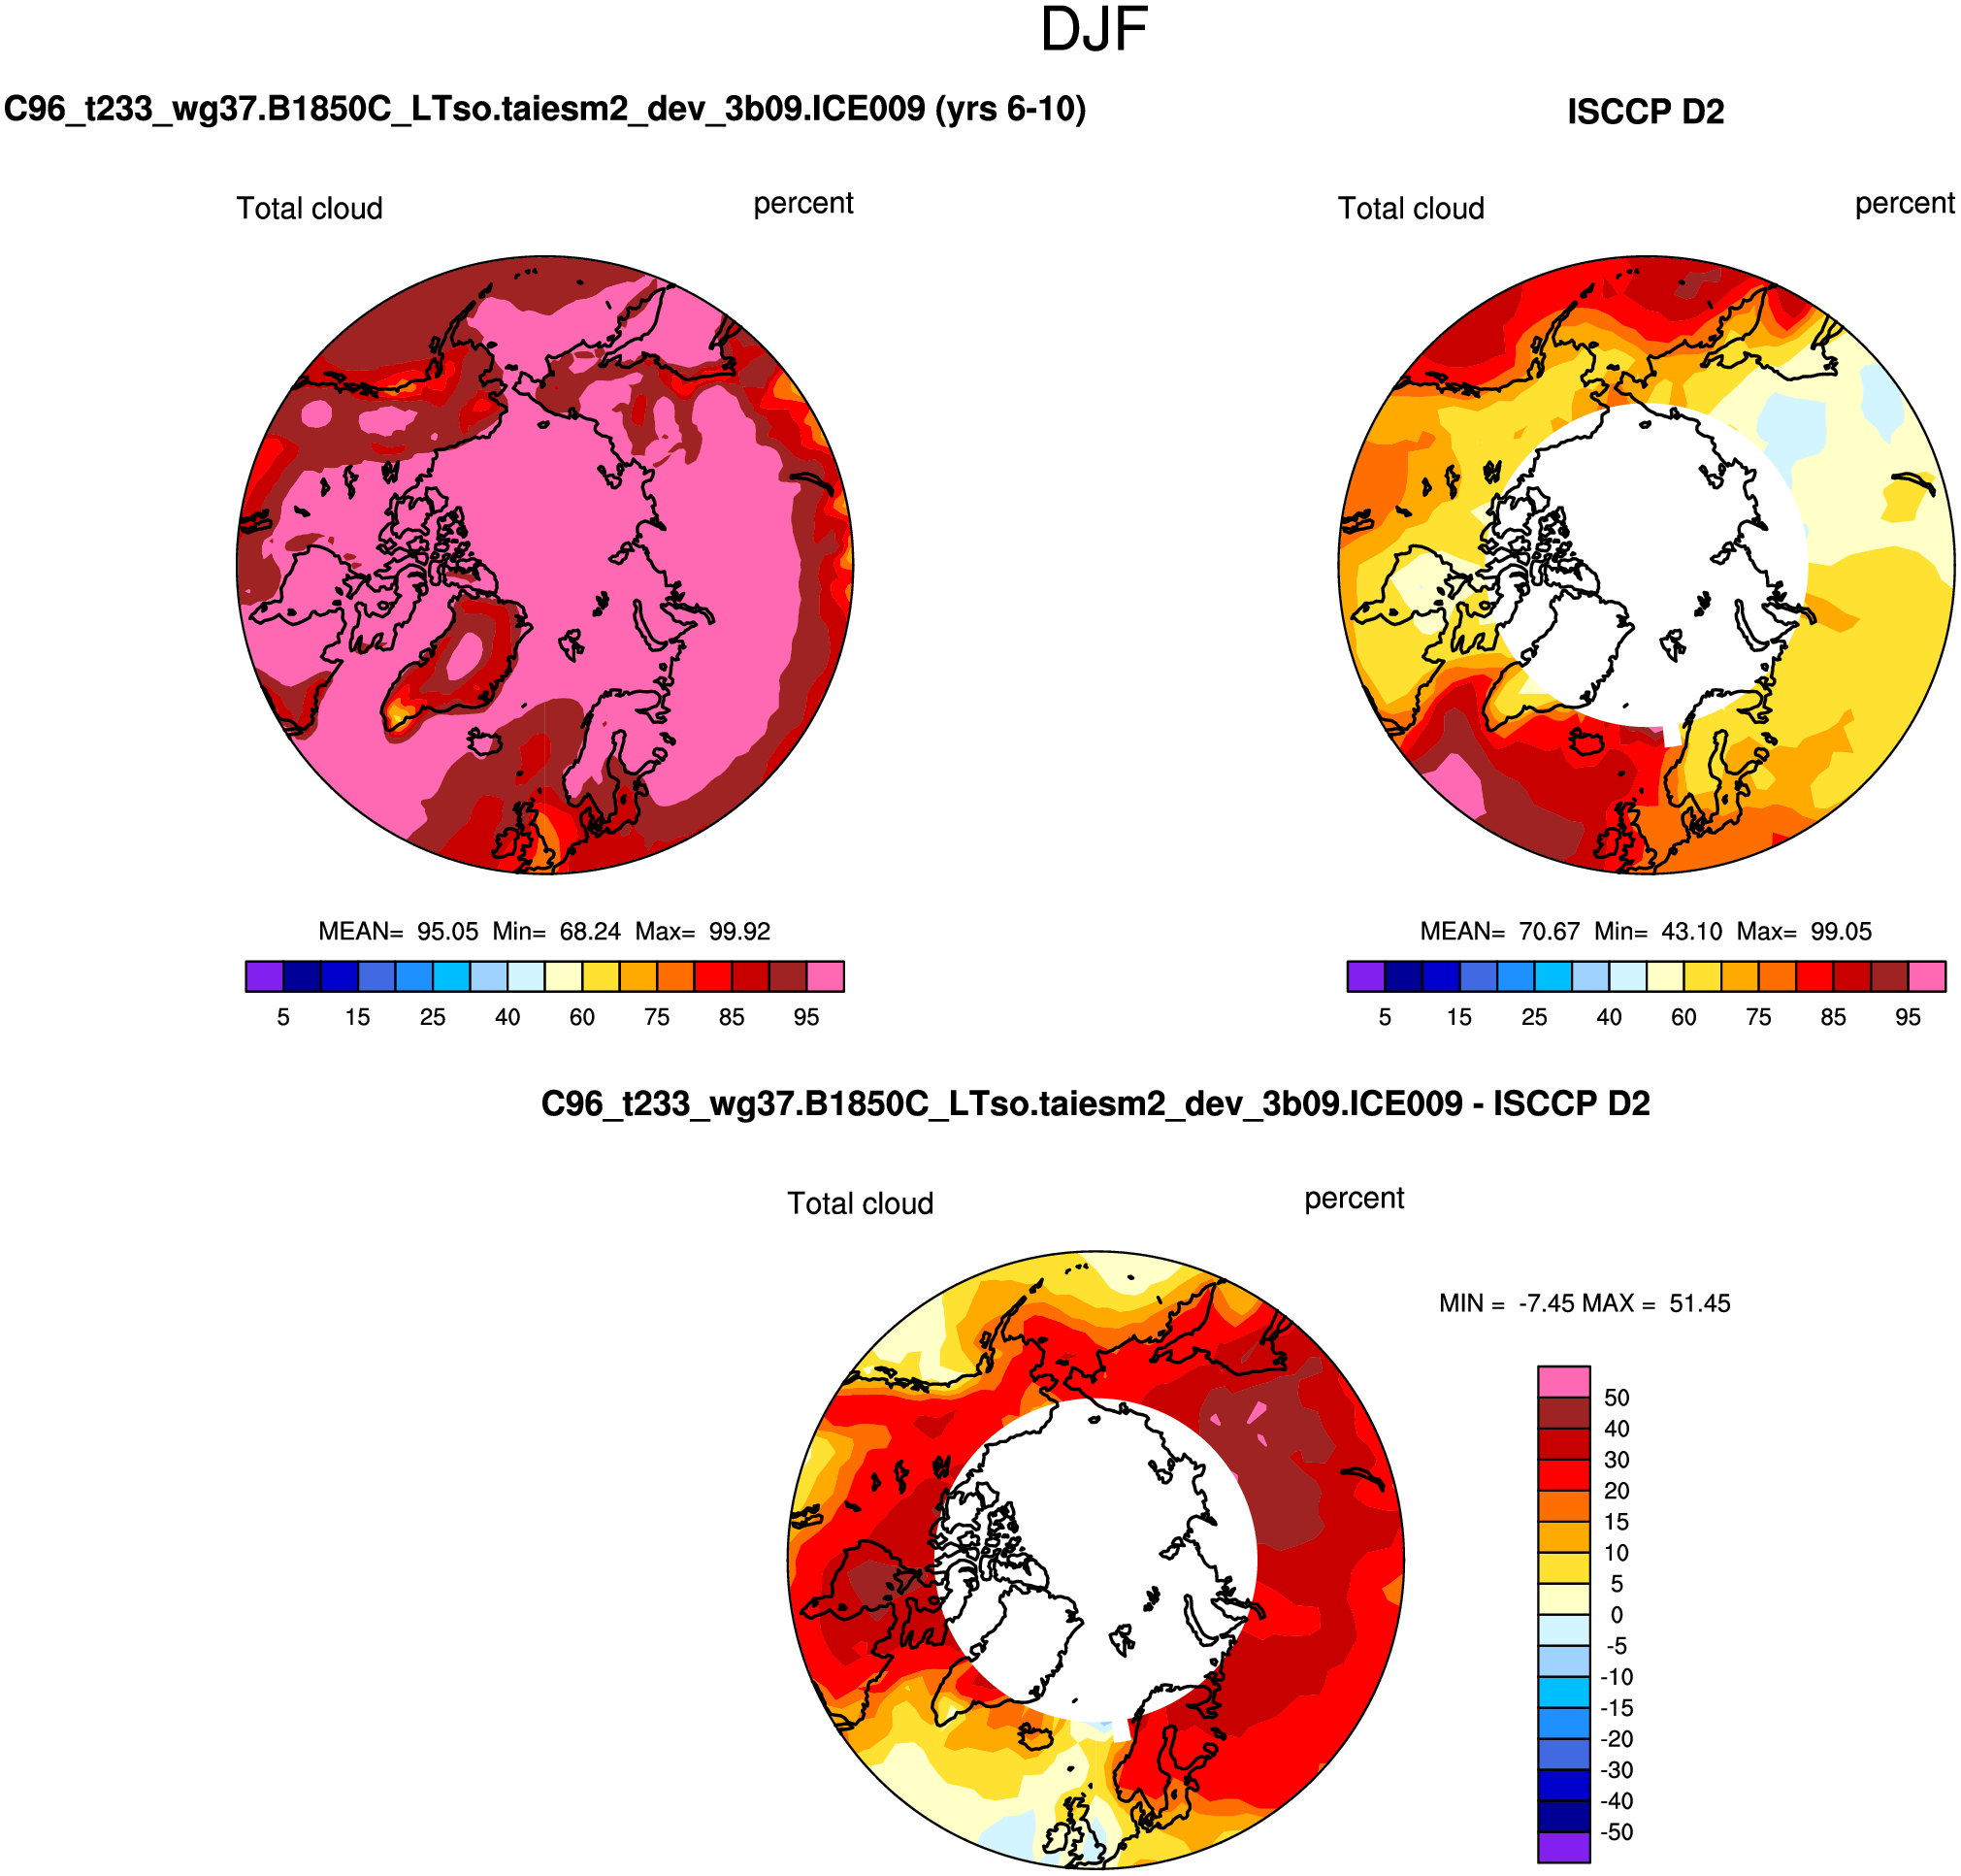 DJF
C96_t233_wg37.B1850C_LTso.taiesm2_dev_3b09.ICE009 (yrs 6-10)
ISCCP D2
Total cloud percent
Total cloud percent
MEAN= 95.05 Min= 68.24 Max= 99.92
MEAN= 70.67 Min= 43.10 Max= 99.05
5 15 25 40 60 75 85 95
5 15 25 40 60 75 85 95
C96_t233_wg37.B1850C_LTso.taiesm2_dev_3b09.ICE009 - ISCCP D2
Total cloud percent
MIN = -7.45 MAX = 51.45
50
40
30
20
15
10
5
0
-5
-10
-15
-20
-30
-40
-50